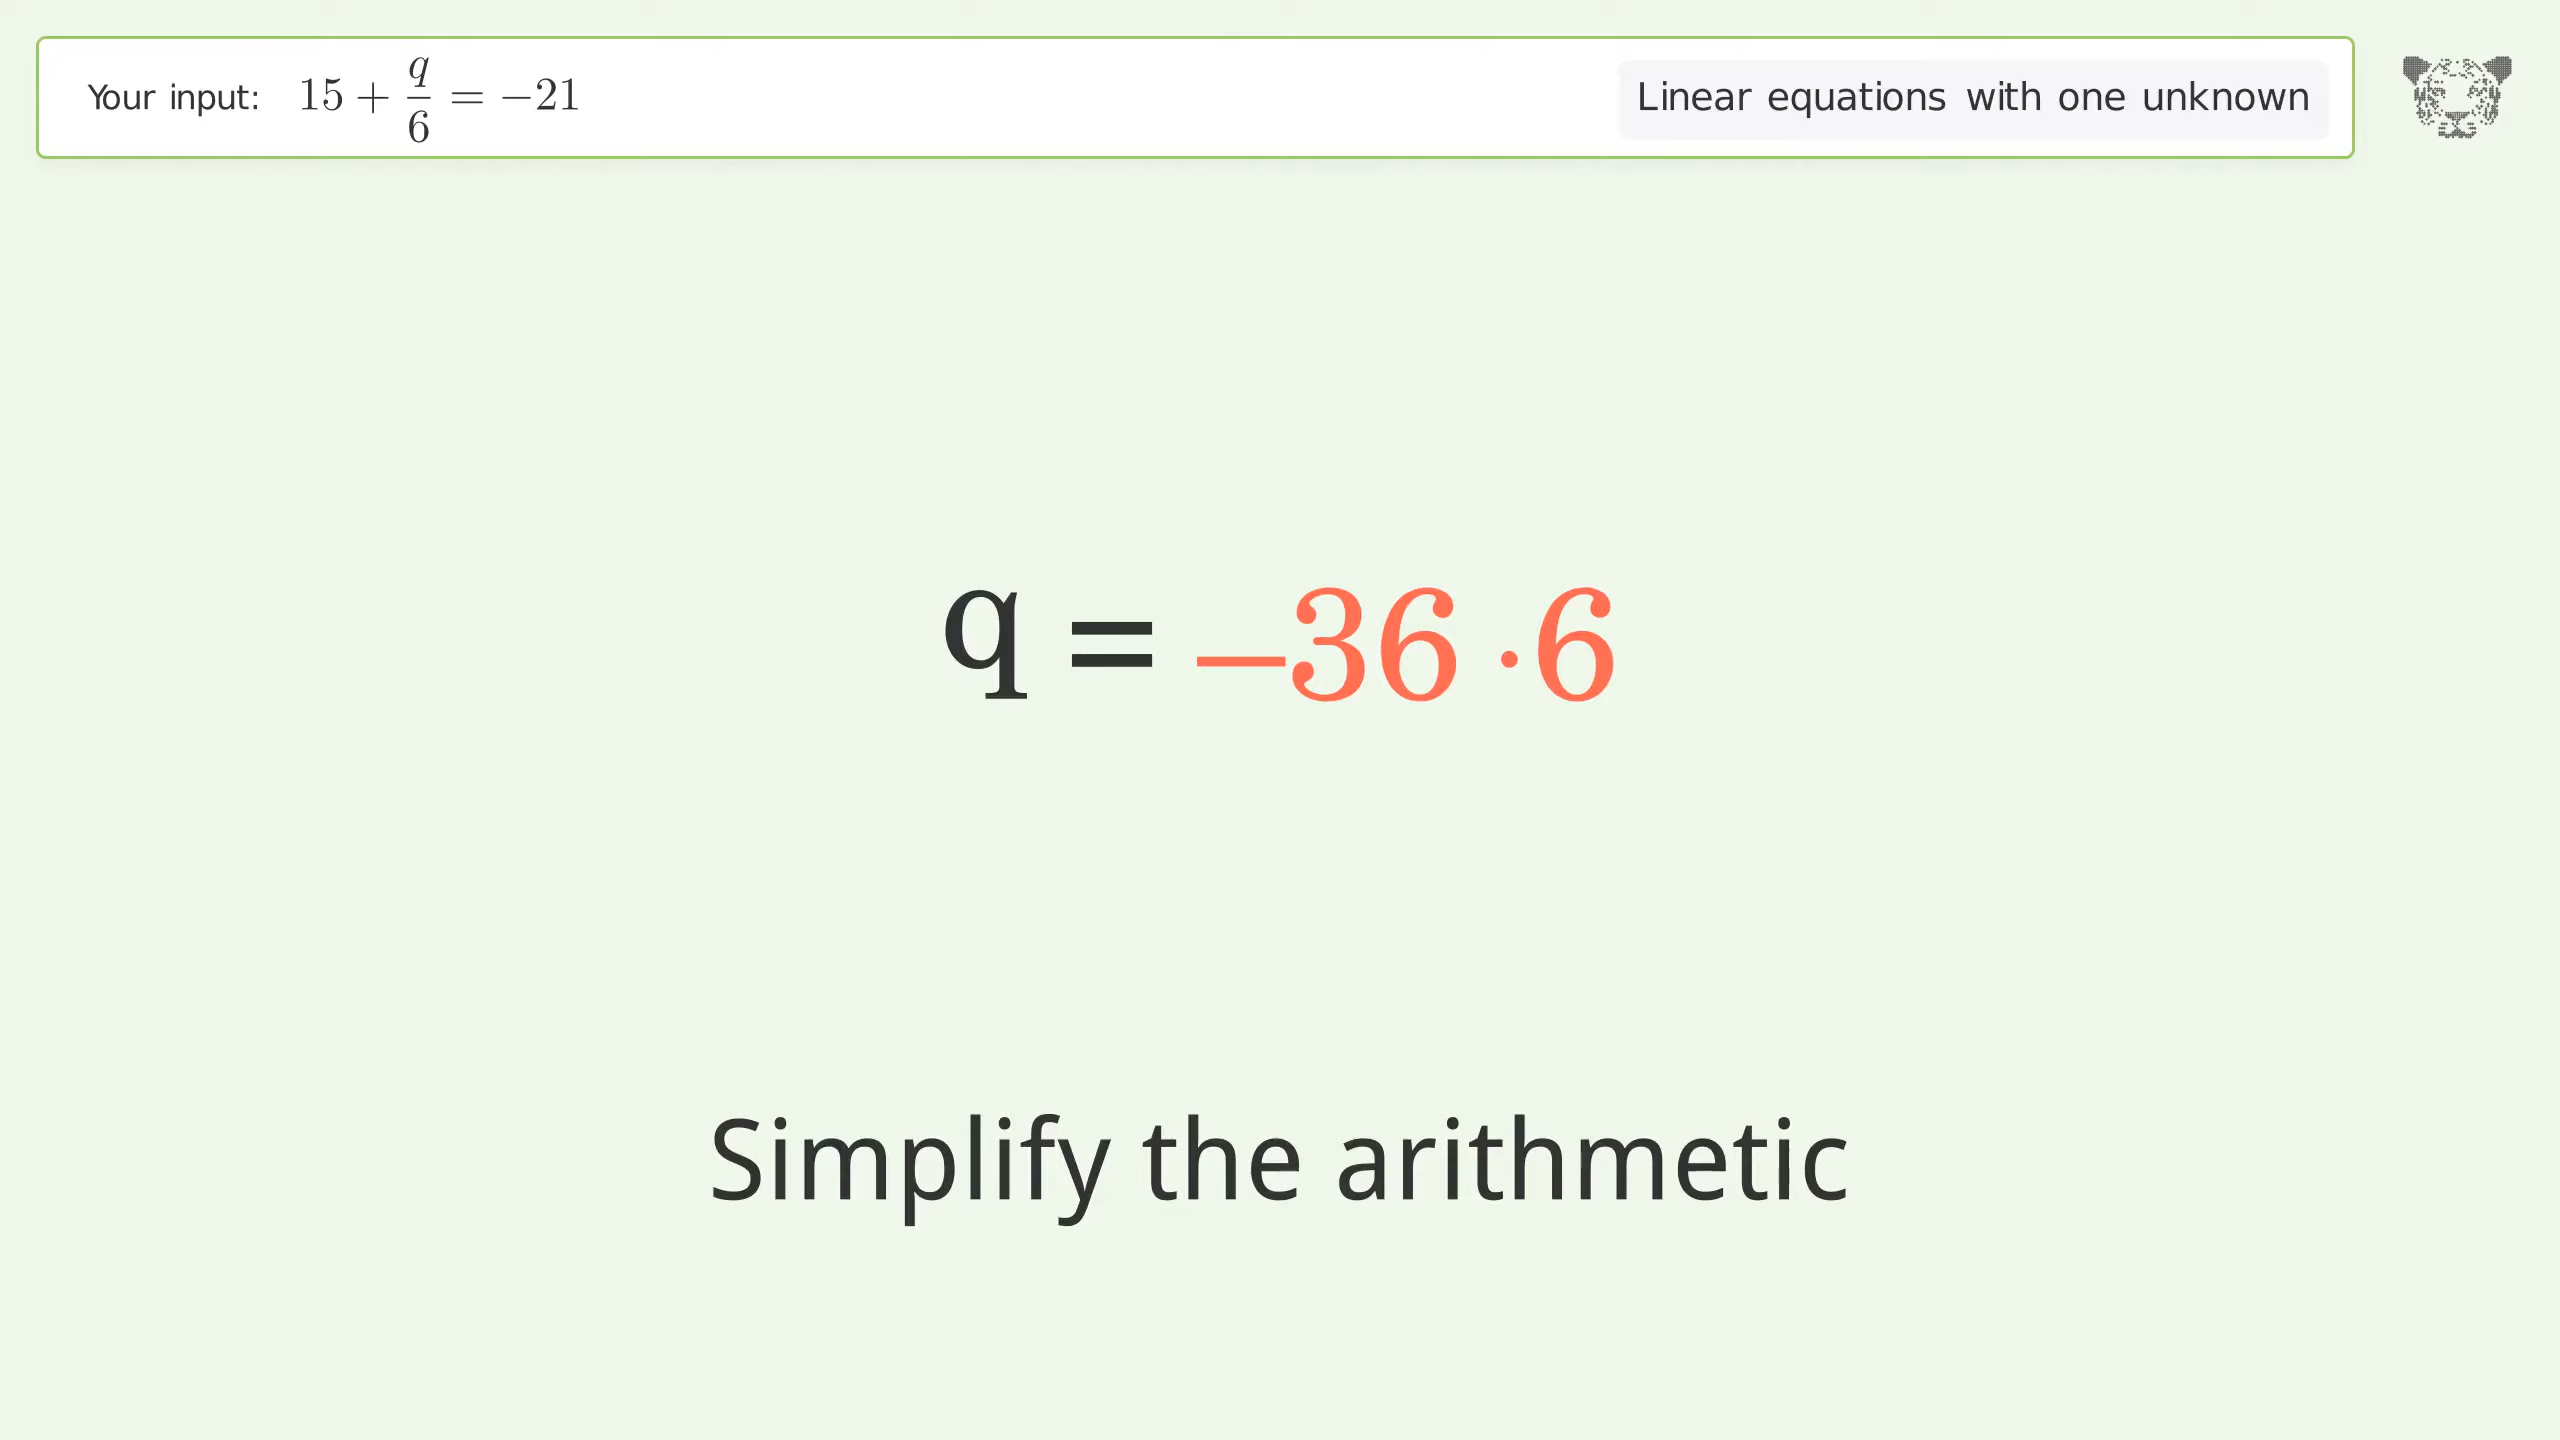 Your input: 15 + q/6 = −21
Linear equations with one unknown
q = −36 · 6
Simplify the arithmetic